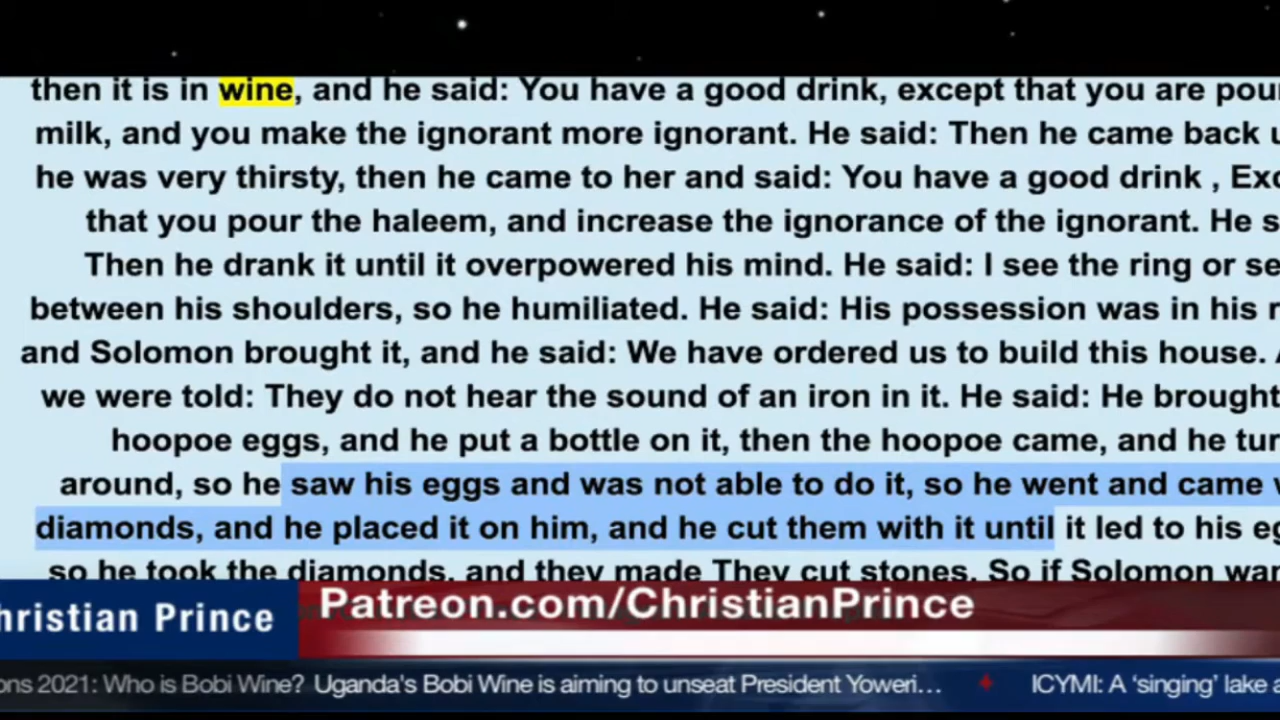 then it is in wine, and he said: You have a good drink, except that you are
milk, and you make the ignorant more ignorant. He said: Then he came back
he was very thirsty, then he came to her and said: You have a good drink ,
that you pour the haleem, and increase the ignorance of the ignorant. He
Then he drank it until it overpowered his mind. He said: I see the ring or
between his shoulders, so he humiliated. He said: His possession was in his
and Solomon brought it, and he said: We have ordered us to build this house.
we were told: They do not hear the sound of an iron in it. He said: He brought
hoopoe eggs, and he put a bottle on it, then the hoopoe came, and he
around, so he saw his eggs and was not able to do it, so he went and came
diamonds, and he placed it on him, and he cut them with it until it led to his
so he took the diamonds, and they made They cut stones. So if Solomon
hristian Prince
Patreon.com/ChristianPrince
ons 2021: Who is Bobi Wine? Uganda's Bobi Wine is aiming to unseat President Yoweri... ICYMI: A 'singing' lake